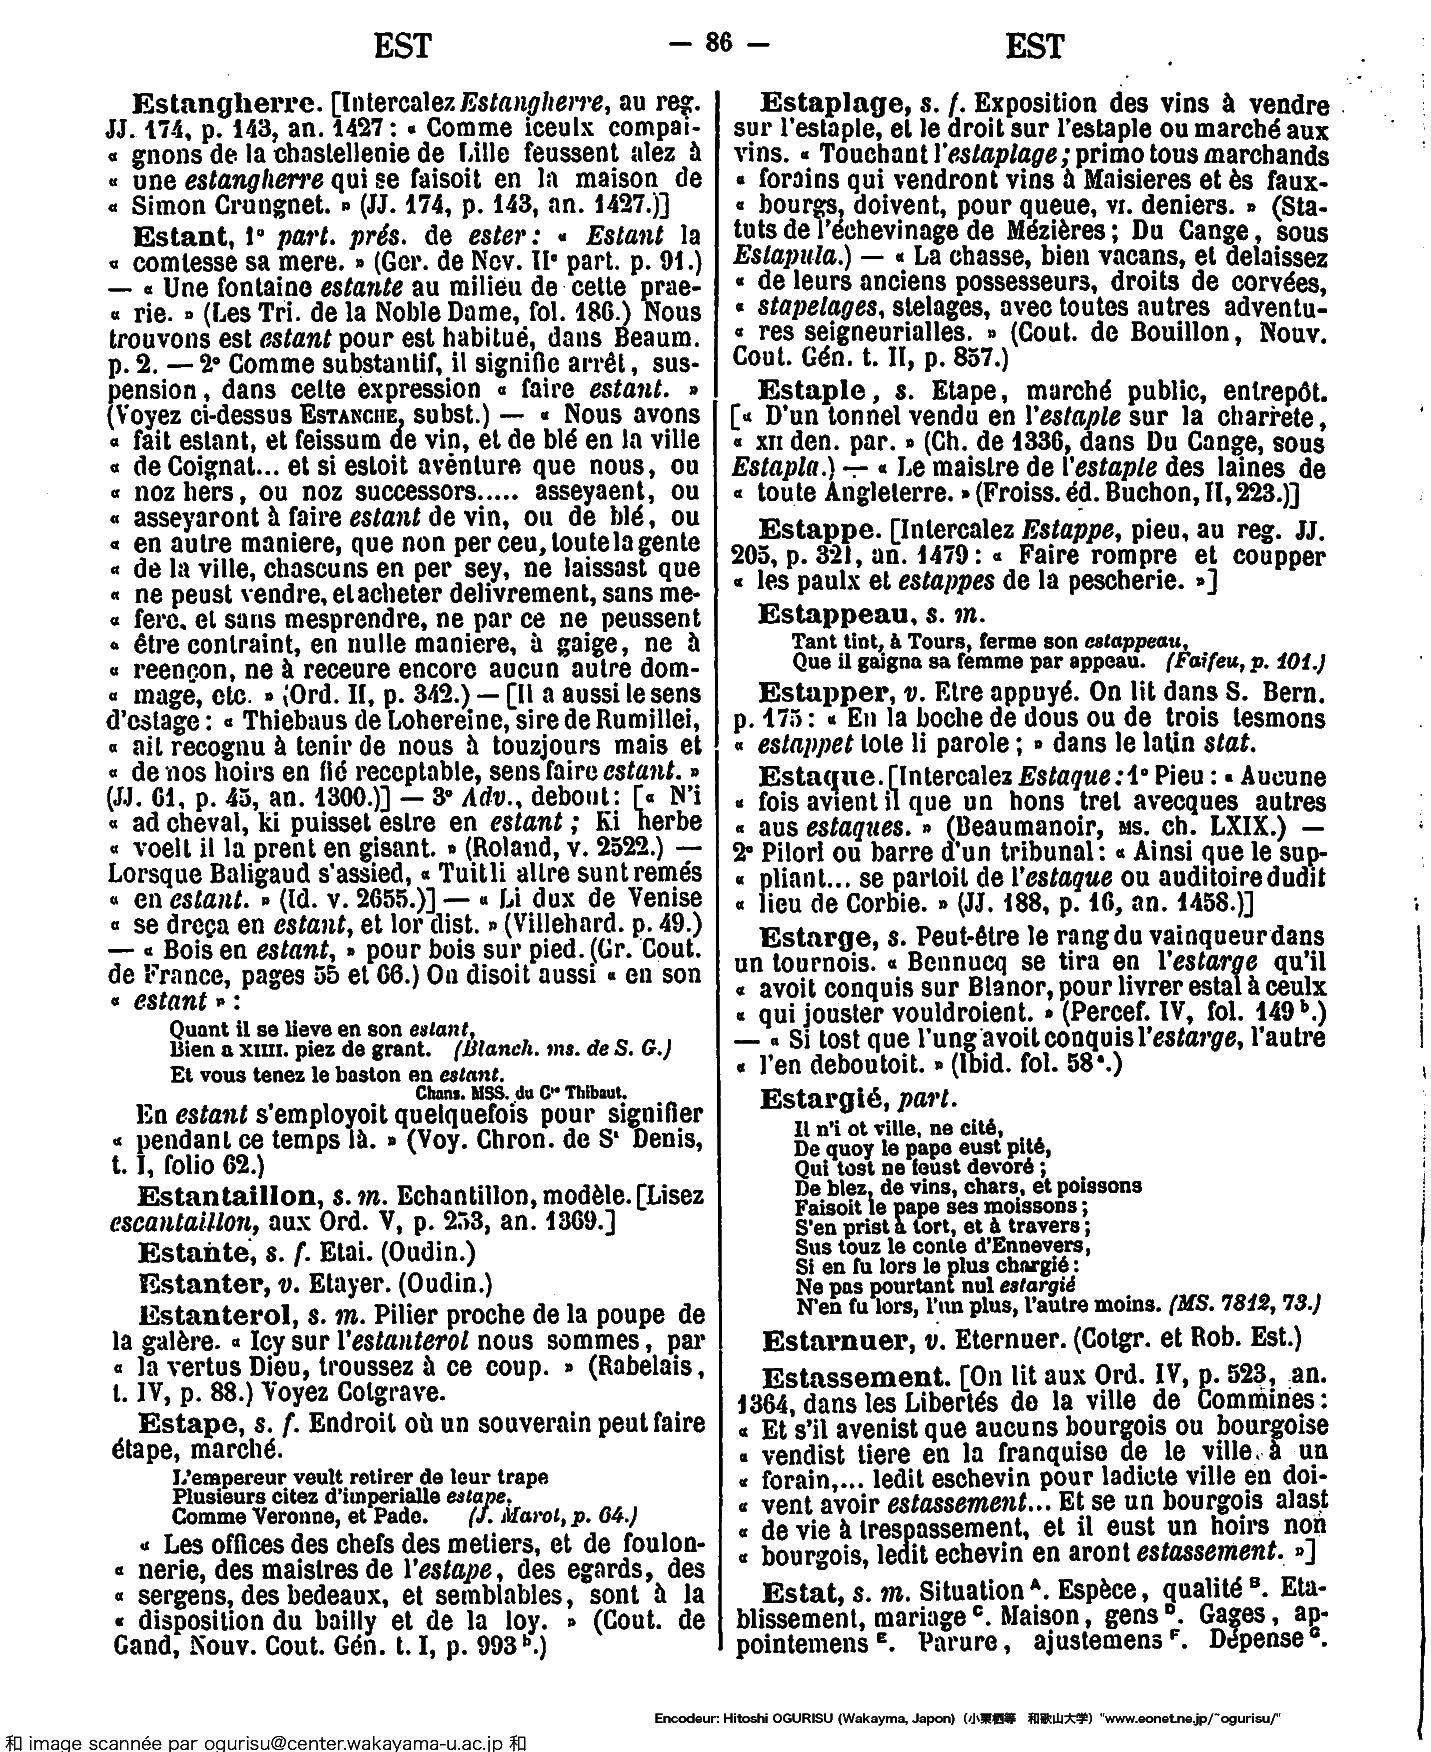 EST — 86 — EST
Estangherre. [Intercalez Estangherre, au reg.
JJ. 174, p. 143, an. 1427 : « Comme iceulx compai-
« gnons de la chastellenie de Lille feussent alez à
« une estangherre qui se faisoit en la maison de
« Simon Crungnet. » (JJ. 174, p. 143, an. 1427.)]
Estant, 1° part. prés. de ester : « Estant la
« comtesse sa mere. » (Ger. de Nev. IIe part. p. 91.)
— « Une fontaine estante au milieu de cette prae-
« rie. » (Les Tri. de la Noble Dame, fol. 186.) Nous
trouvons est estant pour est habitué, dans Beaum.
p. 2. — 2° Comme substantif, il signifie arrêt, sus-
pension, dans cette expression « faire estant. »
(Voyez ci-dessus ESTANCHE, subst.) — « Nous avons
« fait estant, et feissum de vin, et de blé en la ville
« de Coignat... et si estoit avènture que nous, ou
« noz hers, ou noz successors..... asseyaent, ou
« asseyaront à faire estant de vin, ou de blé, ou
« en autre maniere, que non per ceu, toute la gente
« de la ville, chascuns en per sey, ne laissast que
« ne peust vendre, et acheter delivrement, sans me-
« ferc. et sans mesprendre, ne par ce ne peussent
« être contraint, en nulle maniere, à gaige, ne à
« reençon, ne à receure encore aucun autre dom-
« mage, etc. » (Ord. II, p. 342.) — [Il a aussi le sens
d'estage : « Thiebaus de Lohereine, sire de Rumillei,
« ait recognu à tenir de nous à touzjours mais et
« de nos hoirs en fié receptable, sens faire estant. »
(JJ. 61, p. 45, an. 1300.)] — 3° Adv., debout : [« N'i
« ad cheval, ki puisset estre en estant ; Ki herbe
« voelt il la prent en gisant. » (Roland, v. 2522.) —
Lorsque Baligaud s'assied, « Tuit li altre sunt remés
« en estant. » (Id. v. 2655.)] — « Li dux de Venise
« se dreça en estant, et lor dist. » (Villehard. p. 49.)
— « Bois en estant, » pour bois sur pied. (Gr. Cout.
de France, pages 55 et 66.) On disoit aussi « en son
« estant » :
Quant il se lieve en son estant,
Bien a XIIII. piez de grant. (Blanch. ms. de S. G.)
Et vous tenez le baston en estant.
Chans. MSS. du Cte Thibaut.
En estant s'employoit quelquefois pour signifier
« pendant ce temps là. » (Voy. Chron. de St Denis,
t. I, folio 62.)
Estantaillon, s. m. Echantillon, modèle. [Lisez
escantaillon, aux Ord. V, p. 253, an. 1369.]
Estante, s. f. Etai. (Oudin.)
Estanter, v. Etayer. (Oudin.)
Estanterol, s. m. Pilier proche de la poupe de
la galère. « Icy sur l'estanterol nous sommes, par
« la vertus Dieu, troussez à ce coup. » (Rabelais,
t. IV, p. 88.) Voyez Cotgrave.
Estape, s. f. Endroit où un souverain peut faire
étape, marché.
L'empereur veult retirer de leur trape
Plusieurs citez d'imperialle estape,
Comme Veronne, et Pade. (J. Marot, p. 64.)
« Les offices des chefs des metiers, et de foulon-
« nerie, des maistres de l'estape, des egards, des
« sergens, des bedeaux, et semblables, sont à la
« disposition du bailly et de la loy. » (Cout. de
Gand, Nouv. Cout. Gén. t. I, p. 993 b.)
Estaplage, s. f. Exposition des vins à vendre
sur l'estaple, et le droit sur l'estaple ou marché aux
vins. « Touchant l'estaplage ; primo tous marchands
« forains qui vendront vins à Maisieres et ès faux-
« bourgs, doivent, pour queue, VI. deniers. » (Sta-
tuts de l'échevinage de Mézières ; Du Cange, sous
Estapula.) — « La chasse, bien vacans, et delaissez
« de leurs anciens possesseurs, droits de corvées,
« stapelages, stelages, avec toutes autres adventu-
« res seigneurialles. » (Cout. de Bouillon, Nouv.
Cout. Gén. t. II, p. 857.)
Estaple, s. Etape, marché public, entrepôt.
[« D'un tonnel vendu en l'estaple sur la charrete,
« XII den. par. » (Ch. de 1336, dans Du Cange, sous
Estapla.) — « Le maistre de l'estaple des laines de
« toute Angleterre. » (Froiss. éd. Buchon, II, 223.)]
Estappe. [Intercalez Estappe, pieu, au reg. JJ.
205, p. 321, an. 1479 : « Faire rompre et coupper
« les paulx et estappes de la pescherie. »]
Estappeau, s. m.
Tant tint, à Tours, ferme son estappeau,
Que il gaigna sa femme par appeau. (Faifeu, p. 101.)
Estapper, v. Etre appuyé. On lit dans S. Bern.
p. 175 : « En la boche de dous ou de trois tesmons
« estappet tote li parole ; » dans le latin stat.
Estaque. [Intercalez Estaque : 1° Pieu : « Aucune
« fois avient il que un hons tret avecques autres
« aus estaques. » (Beaumanoir, MS. ch. LXIX.) —
2° Pilori ou barre d'un tribunal : « Ainsi que le sup-
« pliant... se partoit de l'estaque ou auditoire dudit
« lieu de Corbie. » (JJ. 188, p. 16, an. 1458.)]
Estarge, s. Peut-être le rang du vainqueur dans
un tournois. « Bennucq se tira en l'estarge qu'il
« avoit conquis sur Blanor, pour livrer estal à ceulx
« qui jouster vouldroient. » (Percef. IV, fol. 149 b.)
— « Si tost que l'ung avoit conquis l'estarge, l'autre
« l'en deboutoit. » (Ibid. fol. 58 a.)
Estargié, part.
Il n'i ot ville, ne cité,
De quoy le pape eust pité,
Qui tost ne feust devoré ;
De blez, de vins, chars, et poissons
Faisoit le pape ses moissons ;
S'en prist à tort, et à travers ;
Sus touz le conte d'Ennevers,
Si en fu lors le plus chargié :
Ne pas pourtant nul estargié
N'en fu lors, l'un plus, l'autre moins. (MS. 7812, 73.)
Estarnuer, v. Eternuer. (Cotgr. et Rob. Est.)
Estassement. [On lit aux Ord. IV, p. 523, an.
1364, dans les Libertés de la ville de Commines :
« Et s'il avenist que aucuns bourgois ou bourgoise
« vendist tiere en la franquise de le ville à un
« forain,... ledit eschevin pour ladicte ville en doi-
« vent avoir estassement... Et se un bourgois alast
« de vie à trespassement, et il eust un hoirs non
« bourgois, ledit echevin en aront estassement. »]
Estat, s. m. Situation A. Espèce, qualité B. Eta-
blissement, mariage C. Maison, gens D. Gages, ap-
pointemens E. Parure, ajustemens F. Dépense G.
Encodeur: Hitoshi OGURISU (Wakayma, Japon) (小栗栖等 和歌山大学) "www.eonet.ne.jp/~ogurisu/"
和 image scannée par ogurisu@center.wakayama-u.ac.jp 和